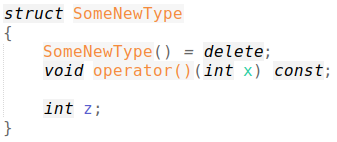 struct SomeNewType
{
    SomeNewType() = delete;
    void operator()(int x) const;

    int z;
}